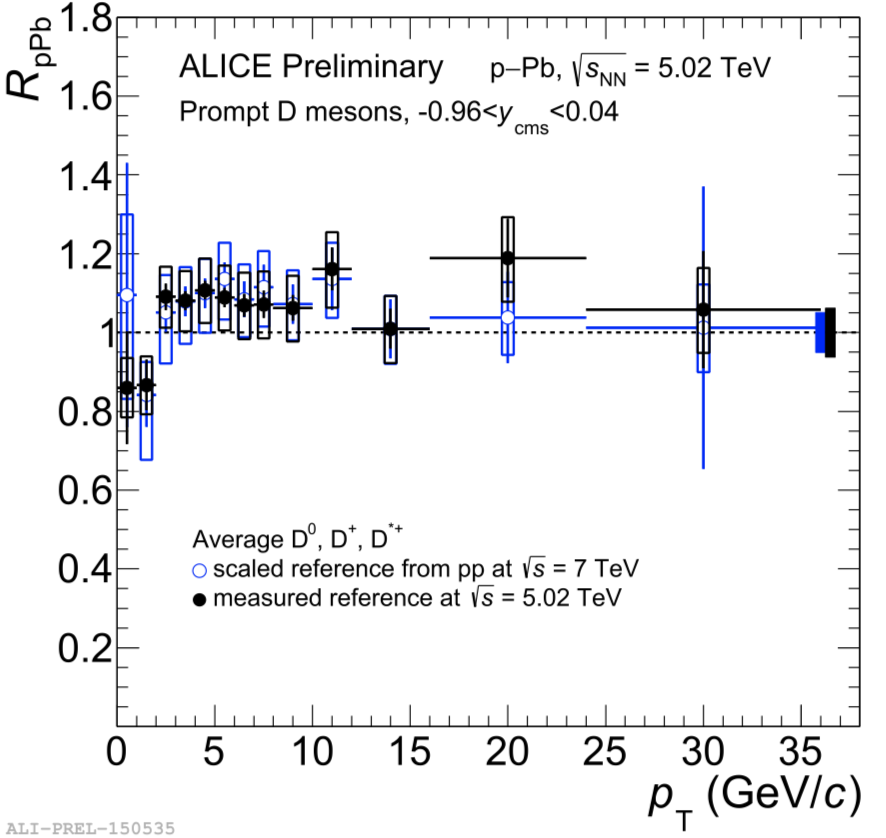 R_pPb
1.8
1.6
1.4
1.2
1
0.8
0.6
0.4
0.2
ALICE Preliminary p–Pb, √s_NN = 5.02 TeV
Prompt D mesons, -0.96<y_cms<0.04
Average D⁰, D⁺, D*⁺
scaled reference from pp at √s = 7 TeV
measured reference at √s = 5.02 TeV
0 5 10 15 20 25 30 35
p_T (GeV/c)
ALI-PREL-150535